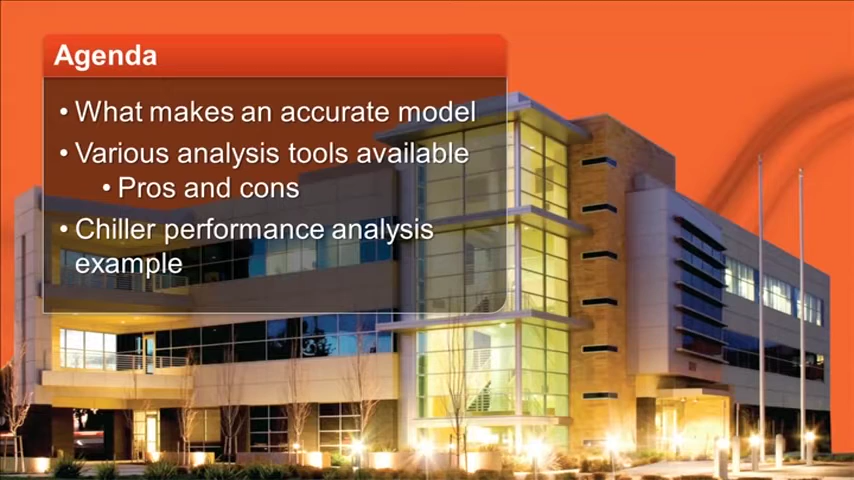 Agenda
• What makes an accurate model
• Various analysis tools available
• Pros and cons
• Chiller performance analysis
example